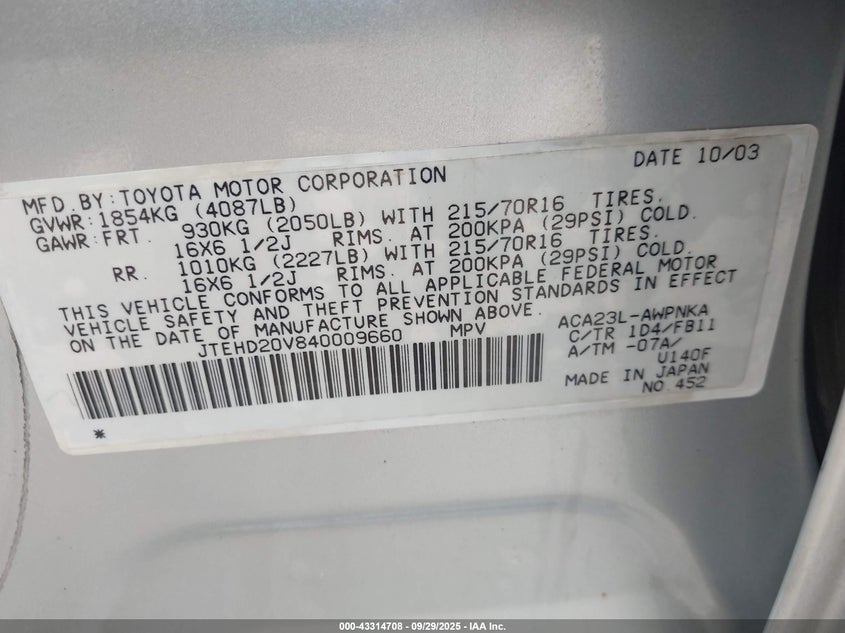 DATE 10/03
MFD. BY: TOYOTA MOTOR CORPORATION
GVWR: 1854KG (4087LB)
GAWR: FRT. 930KG (2050LB) WITH 215/70R16 TIRES.
16X6 1/2J RIMS. AT 200KPA (29PSI) COLD.
RR. 1010KG (2227LB) WITH 215/70R16 TIRES.
16X6 1/2J RIMS. AT 200KPA (29PSI) COLD.
THIS VEHICLE CONFORMS TO ALL APPLICABLE FEDERAL MOTOR
VEHICLE SAFETY AND THEFT PREVENTION STANDARDS IN EFFECT
ON THE DATE OF MANUFACTURE SHOWN ABOVE.
JTEHD20V840009660 MPV
ACA23L-AWPNKA
C/TR 1D4/FB11
A/TM -07A/
U140F
MADE IN JAPAN
NO.452
*
000-43314708 - 09/29/2025 - IAA Inc.